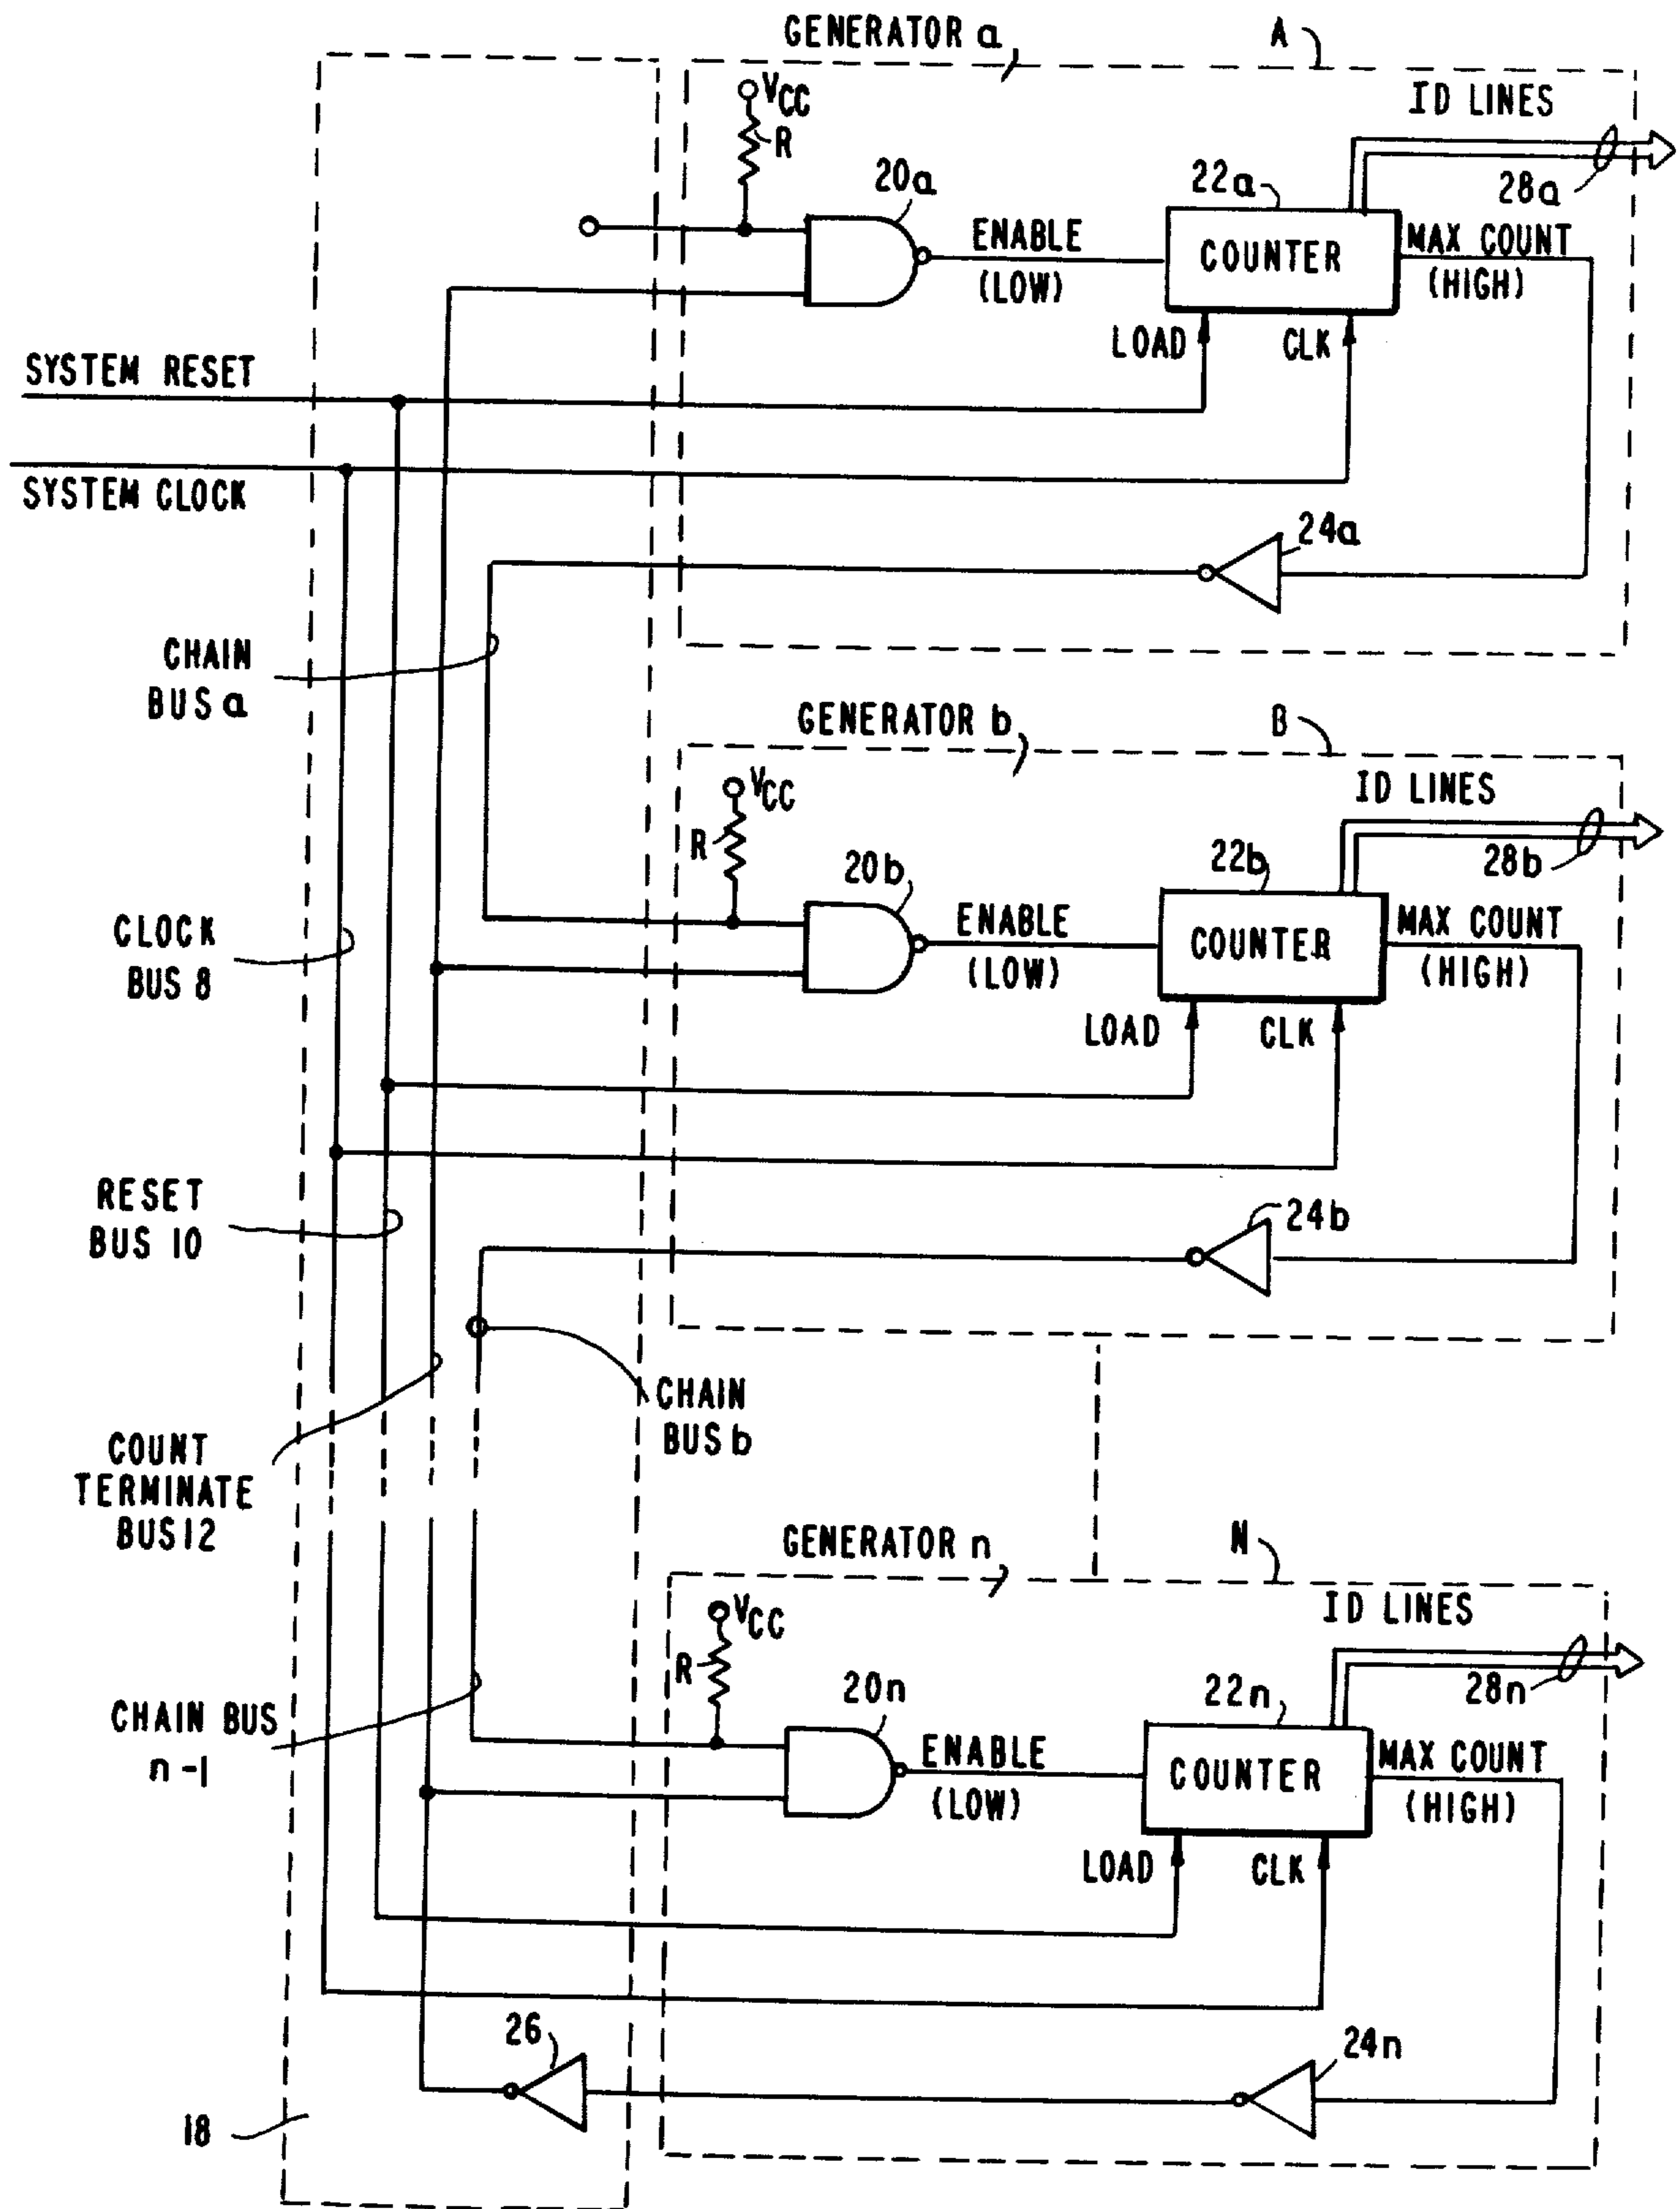 GENERATOR a
A
VCC
R
ID LINES
28a
20a
22a
ENABLE
(LOW)
COUNTER
MAX COUNT
(HIGH)
LOAD
CLK
SYSTEM RESET
SYSTEM CLOCK
24a
CHAIN
BUS a
GENERATOR b
B
VCC
R
ID LINES
28b
20b
22b
ENABLE
(LOW)
COUNTER
MAX COUNT
(HIGH)
CLOCK
BUS 8
LOAD
CLK
RESET
BUS 10
24b
CHAIN
BUS b
COUNT
TERMINATE
BUS 12
GENERATOR n
N
VCC
R
ID LINES
28n
20n
22n
CHAIN BUS
n-1
ENABLE
(LOW)
COUNTER
MAX COUNT
(HIGH)
LOAD
CLK
26
24n
18